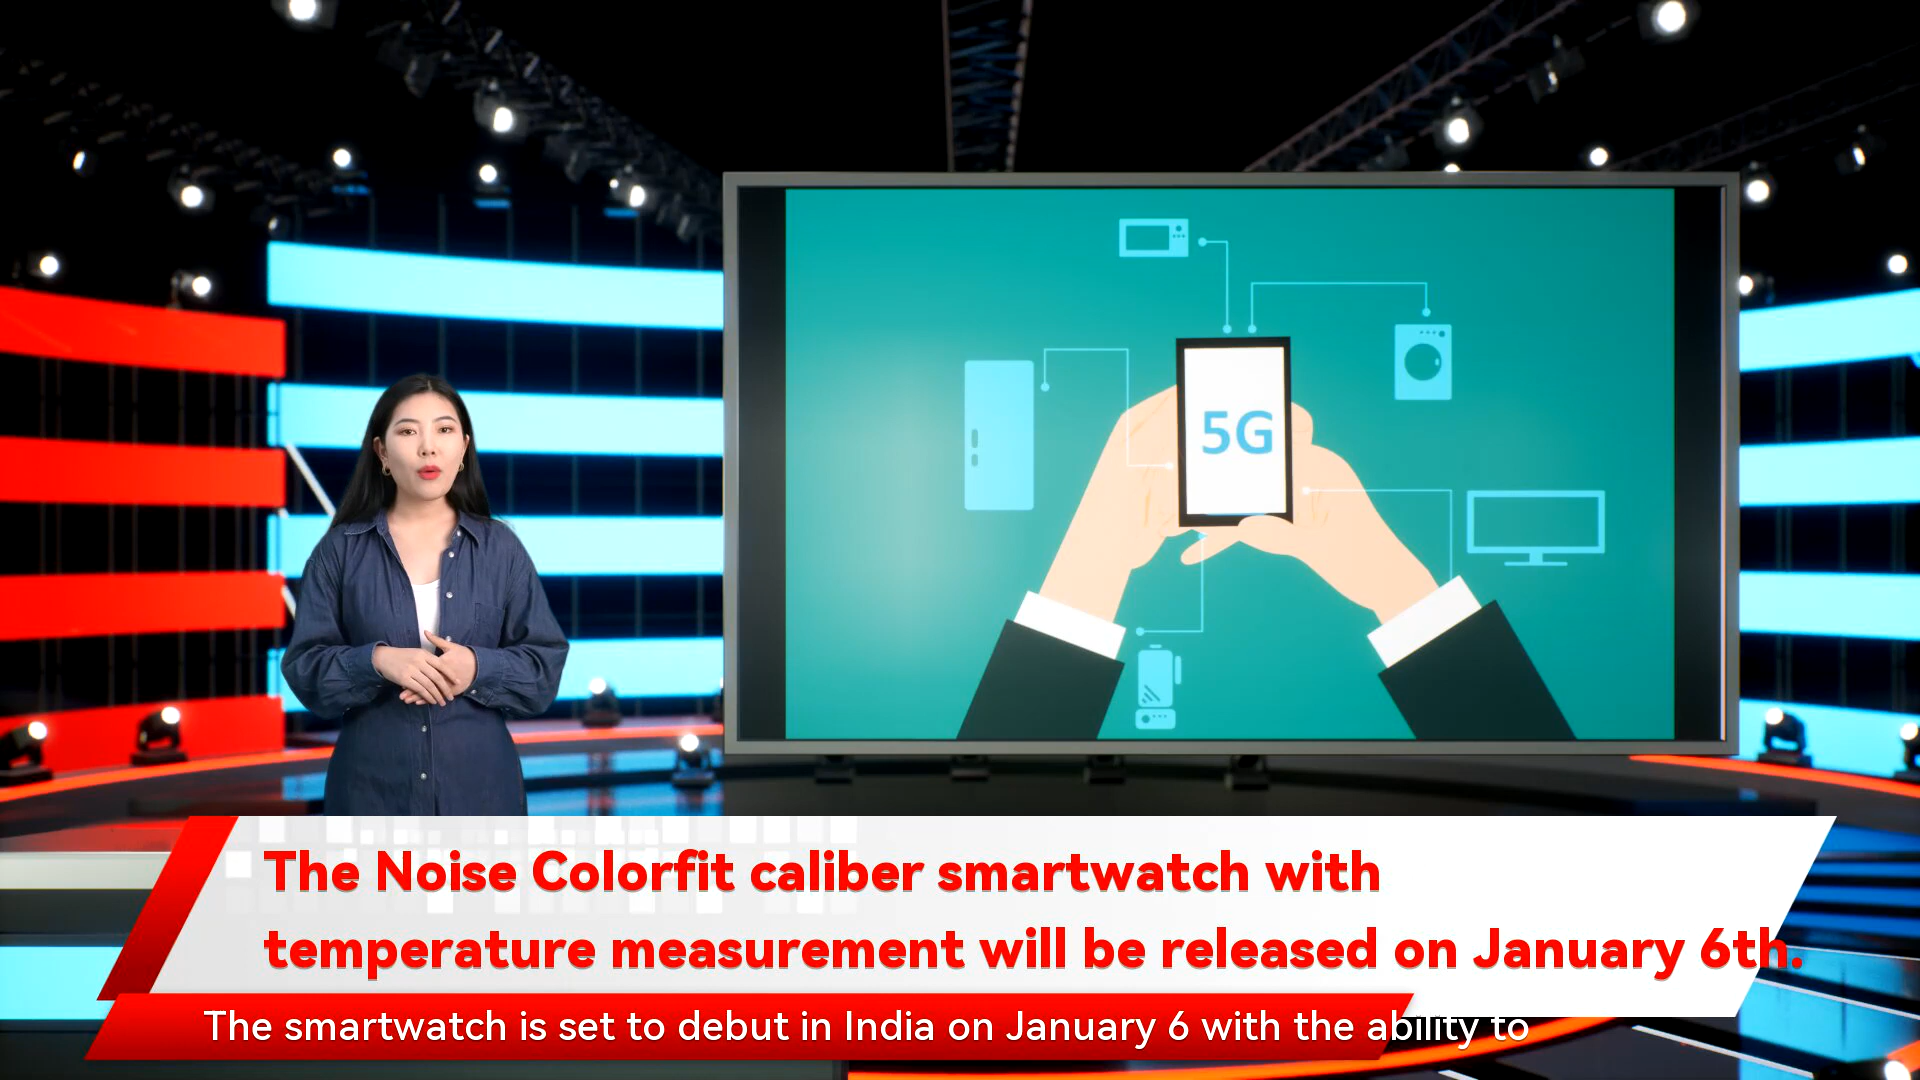 5G
The Noise Colorfit caliber smartwatch with
temperature measurement will be released on January 6th.
The smartwatch is set to debut in India on January 6 with the ability to